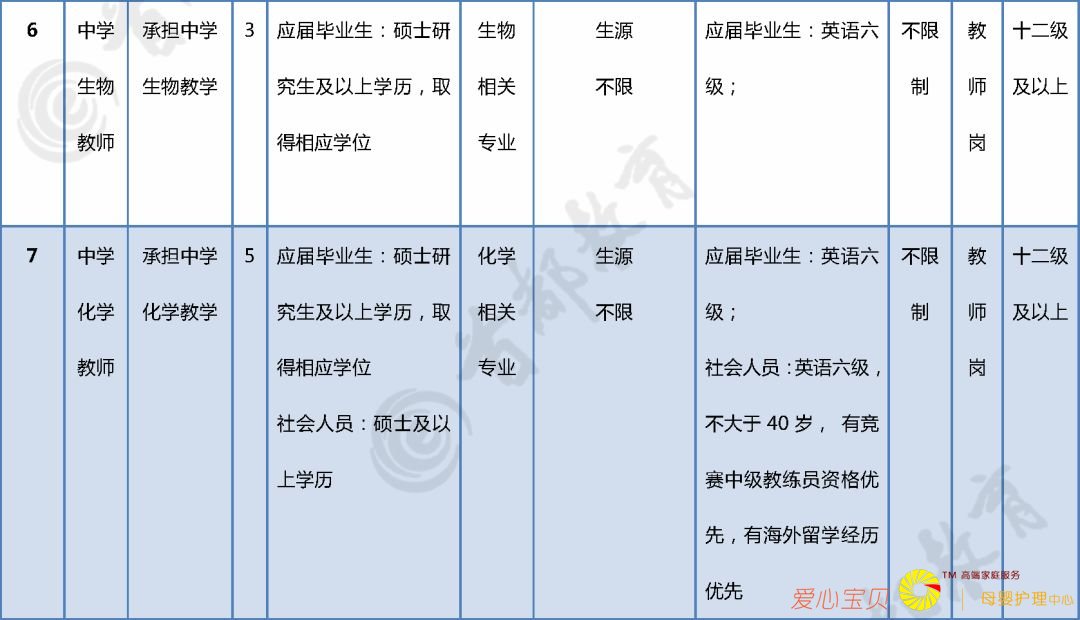 6 中学 承担中学 3 应届毕业生：硕士研 生物 生源 应届毕业生：英语六 不限 教 十二级
生物 生物教学 究生及以上学历，取 相关 不限 级； 制 师 及以上
教师 得相应学位 专业 岗
7 中学 承担中学 5 应届毕业生：硕士研 化学 生源 应届毕业生：英语六 不限 教 十二级
化学 化学教学 究生及以上学历，取 相关 不限 级； 制 师 及以上
教师 得相应学位 专业 社会人员：英语六级， 岗
社会人员：硕士及以 不大于 40 岁， 有竞
上学历 赛中级教练员资格优
先，有海外留学经历
优先
首都教育
爱心宝贝 TM 高端家庭服务
母婴护理中心